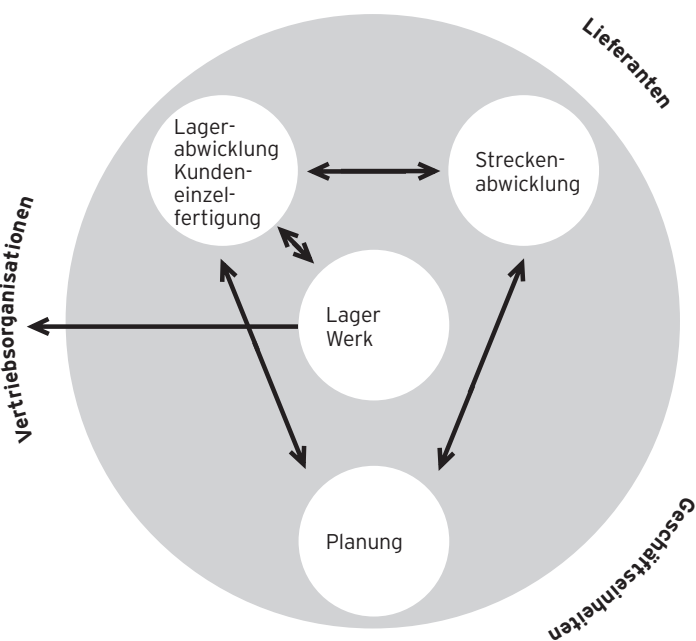 Lieferanten
Lager-
abwicklung
Kunden-
einzel-
fertigung
Strecken-
abwicklung
Vertriebsorganisationen
Lager
Werk
Planung
Geschäftseinheiten